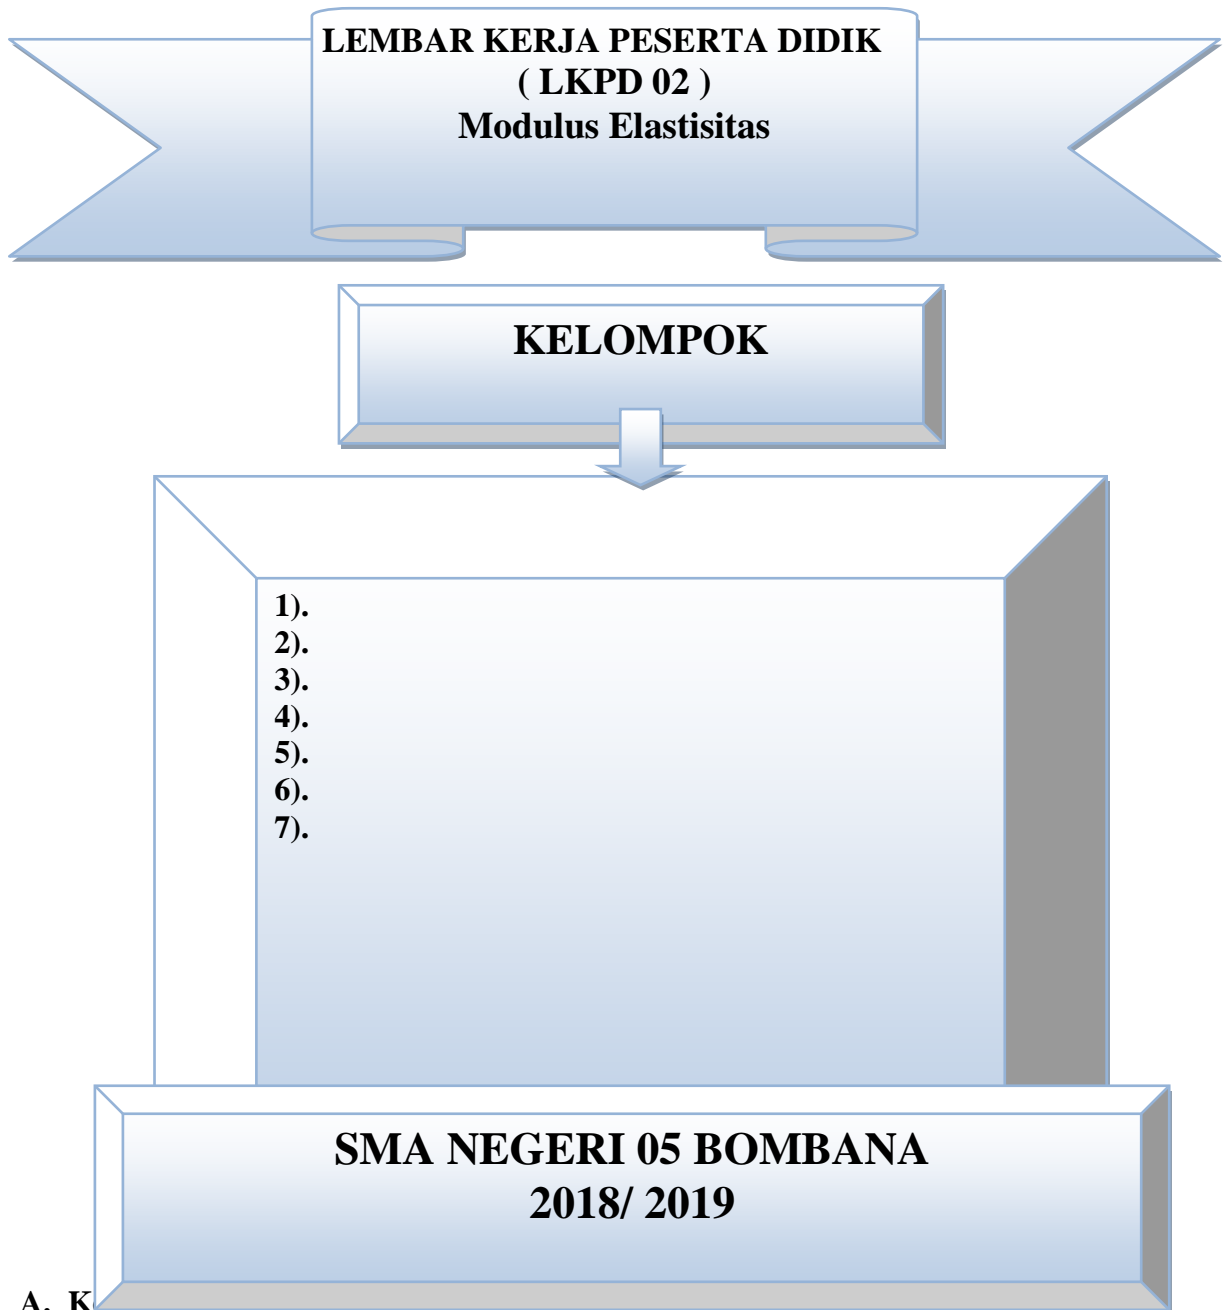 LEMBAR KERJA PESERTA DIDIK
( LKPD 02 )
Modulus Elastisitas
KELOMPOK
1).
2).
3).
4).
5).
6).
7).
SMA NEGERI 05 BOMBANA
2018/ 2019
A.